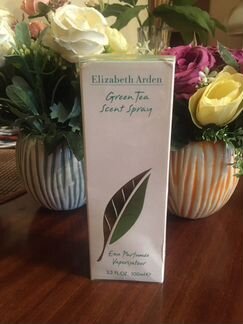 Elizabeth Arden
Green Tea
Scent Spray
Eau Parfumée
Vaporisateur
3.3 FL.OZ. 100ml e